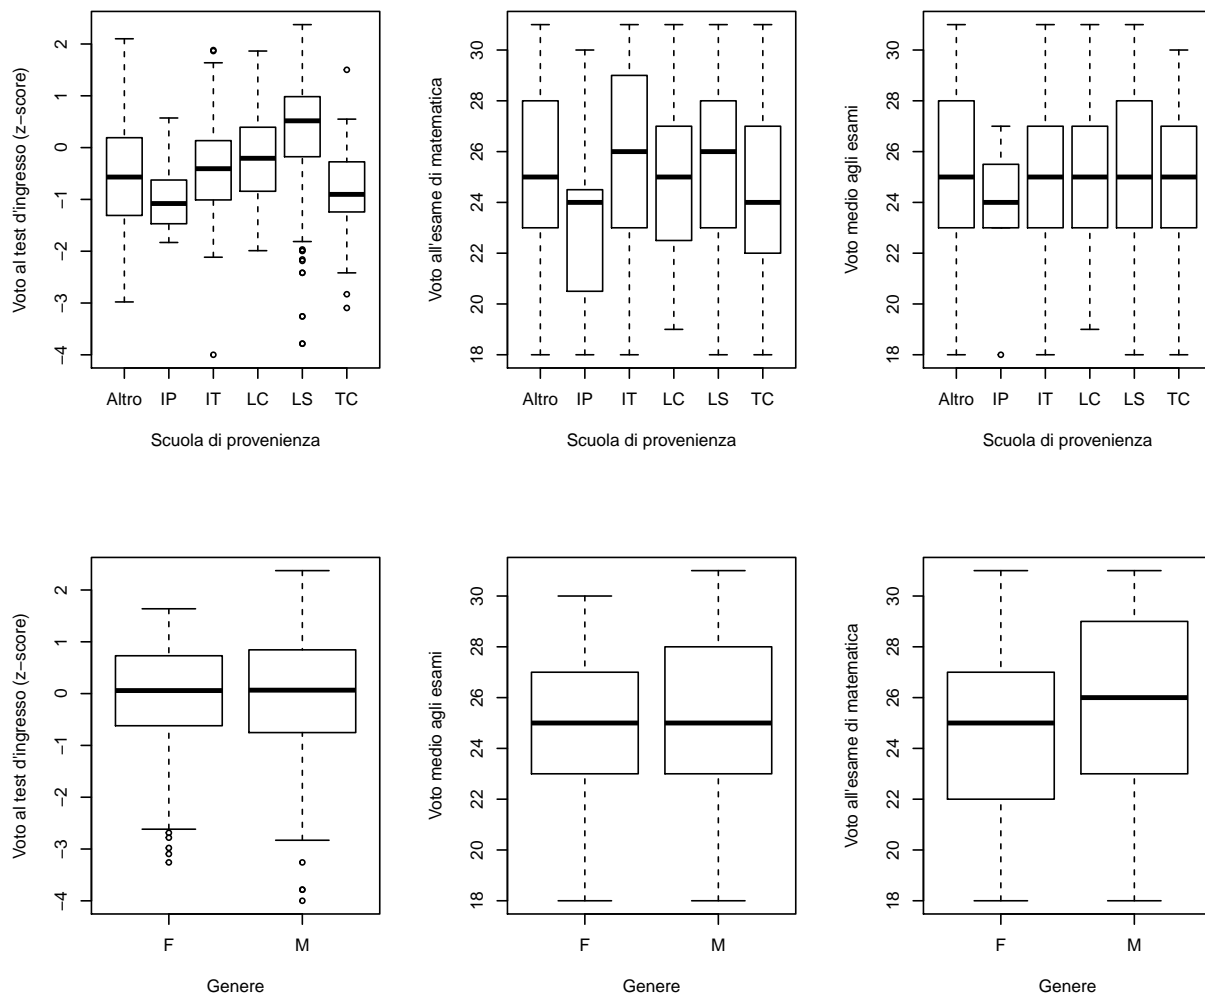 Voto al test d'ingresso (z−score)
2
1
0
−1
−2
−3
−4
Altro IP IT LC LS TC
Scuola di provenienza
Voto all'esame di matematica
30
28
26
24
22
20
18
Altro IP IT LC LS TC
Scuola di provenienza
Voto medio agli esami
30
28
26
24
22
20
18
Altro IP IT LC LS TC
Scuola di provenienza
Voto al test d'ingresso (z−score)
2
1
0
−1
−2
−3
−4
F M
Genere
Voto medio agli esami
30
28
26
24
22
20
18
F M
Genere
Voto all'esame di matematica
30
28
26
24
22
20
18
F M
Genere